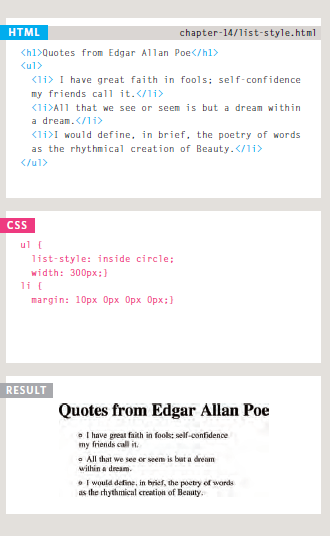 HTML chapter-14/list-style.html
<h1>Quotes from Edgar Allan Poe</h1>
<ul>
<li> I have great faith in fools; self-confidence
my friends call it.</li>
<li>All that we see or seem is but a dream within
a dream.</li>
<li>I would define, in brief, the poetry of words
as the rhythmical creation of Beauty.</li>
</ul>
CSS
ul {
list-style: inside circle;
width: 300px;}
li {
margin: 10px 0px 0px 0px;}
RESULT
Quotes from Edgar Allan Poe
I have great faith in fools; self-confidence
my friends call it.
All that we see or seem is but a dream
within a dream.
I would define, in brief, the poetry of words
as the rhythmical creation of Beauty.